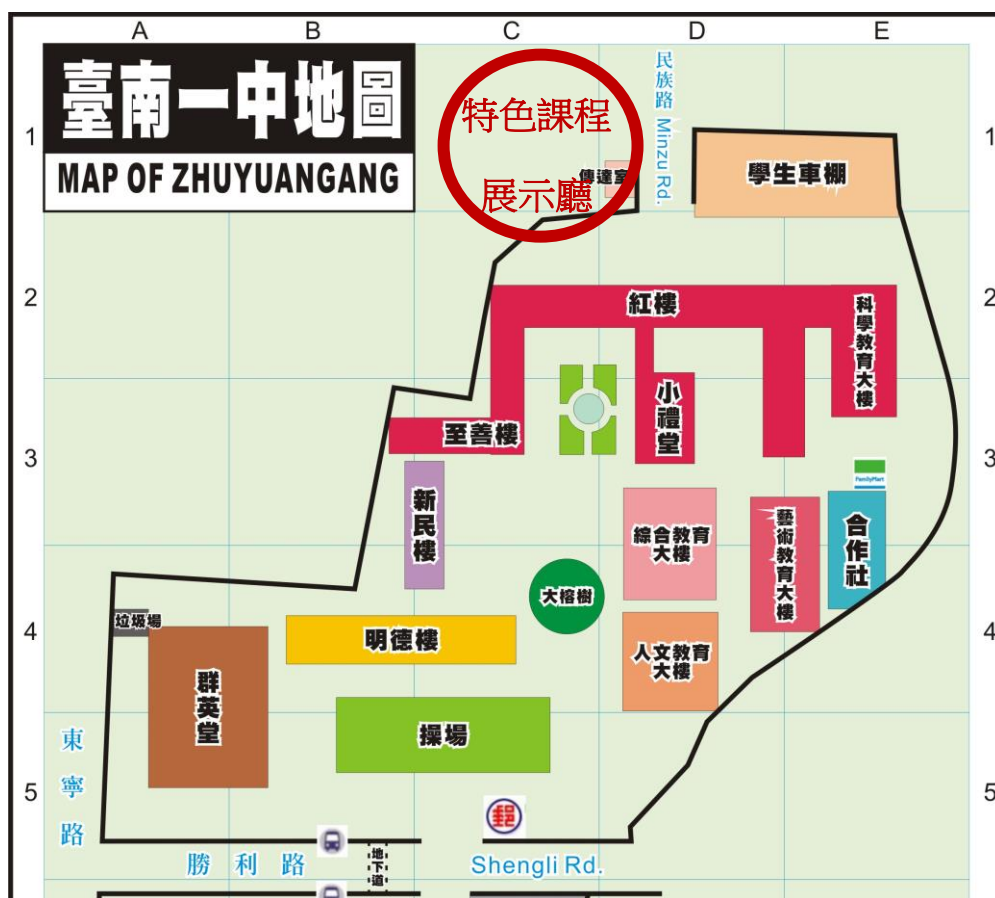 A B C D E
臺南一中地圖
MAP OF ZHUYUANGANG
特色課程
展示廳
傳達室
民族路 Minzu Rd.
學生車棚
1 1
2 2
紅樓
科學教育大樓
小禮堂
至善樓
3 3
FamilyMart
新民樓
綜合教育
大樓
藝術教育大樓
合作社
大榕樹
垃圾場
明德樓
人文教育
大樓
4 4
群英堂
操場
東寧路
5 5
郵
勝利路
地下道
Shengli Rd.